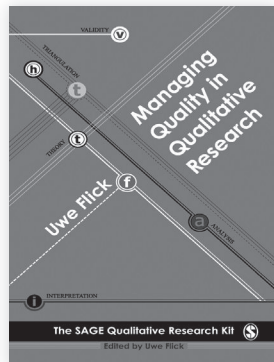 VALIDITY
v
TRIANGULATION
h
t
THEORY
t
Managing
Quality in
Qualitative
Research
f
Uwe Flick
a
ANALYSIS
i
INTERPRETATION
The SAGE Qualitative Research Kit
S
Edited by Uwe Flick